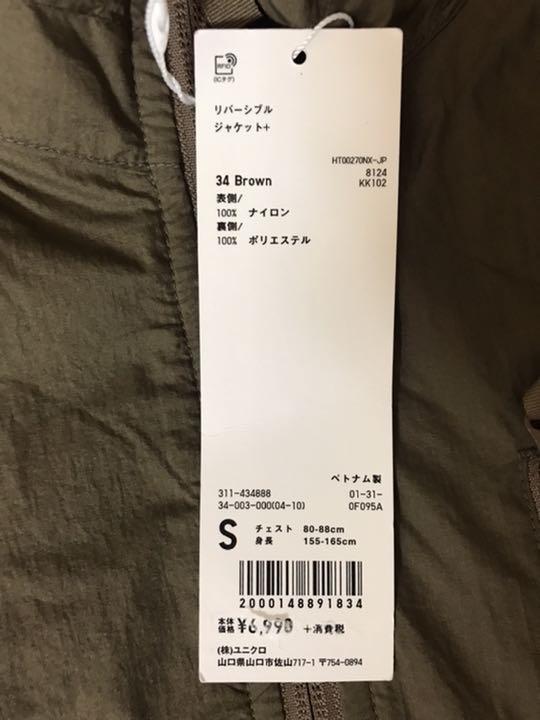 RFID
(ICタグ)
リバーシブル
ジャケット+
HT00270NX-JP
8124
KK102
34 Brown
表側/
100% ナイロン
裏側/
100% ポリエステル
ベトナム製
311-434888 01-31-
34-003-000(04-10) 0F095A
S チェスト 80-88cm
身長 155-165cm
2000148891834
本体価格 ¥6,990 +消費税
(株)ユニクロ
山口県山口市佐山717-1 〒754-0894